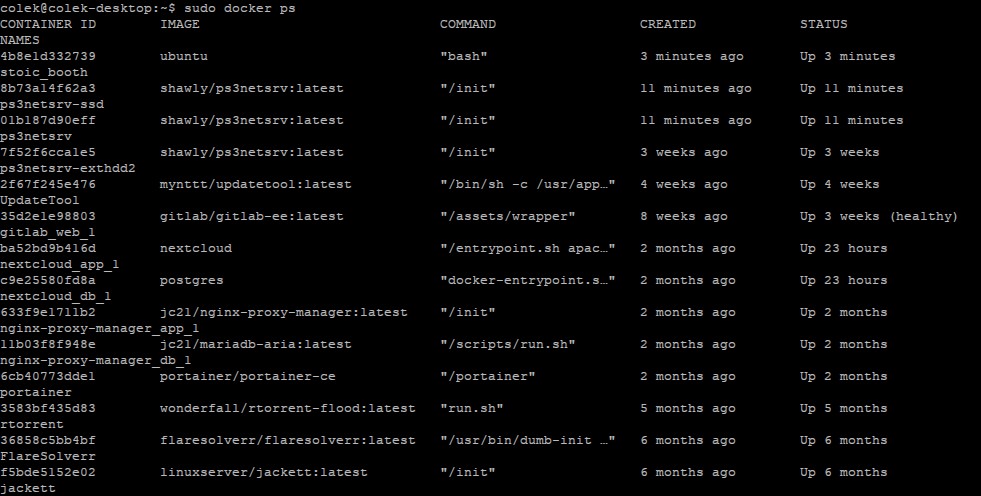 colek@colek-desktop:~$ sudo docker ps
CONTAINER ID IMAGE COMMAND CREATED STATUS
NAMES
4b8e1d332739 ubuntu "bash" 3 minutes ago Up 3 minutes
stoic_booth
8b73a14f62a3 shawly/ps3netsrv:latest "/init" 11 minutes ago Up 11 minutes
ps3netsrv-ssd
01b187d90eff shawly/ps3netsrv:latest "/init" 11 minutes ago Up 11 minutes
ps3netsrv
7f52f6cca1e5 shawly/ps3netsrv:latest "/init" 3 weeks ago Up 3 weeks
ps3netsrv-exthdd2
2f67f245e476 mynttt/updatetool:latest "/bin/sh -c /usr/app…" 4 weeks ago Up 4 weeks
UpdateTool
35d2e1e98803 gitlab/gitlab-ee:latest "/assets/wrapper" 8 weeks ago Up 3 weeks (healthy)
gitlab_web_1
ba52bd9b416d nextcloud "/entrypoint.sh apac…" 2 months ago Up 23 hours
nextcloud_app_1
c9e25580fd8a postgres "docker-entrypoint.s…" 2 months ago Up 23 hours
nextcloud_db_1
633f9e1711b2 jc21/nginx-proxy-manager:latest "/init" 2 months ago Up 2 months
nginx-proxy-manager_app_1
11b03f8f948e jc21/mariadb-aria:latest "/scripts/run.sh" 2 months ago Up 2 months
nginx-proxy-manager_db_1
6cb40773dde1 portainer/portainer-ce "/portainer" 2 months ago Up 2 months
portainer
3583bf435d83 wonderfall/rtorrent-flood:latest "run.sh" 5 months ago Up 5 months
rtorrent
36858c5bb4bf flaresolverr/flaresolverr:latest "/usr/bin/dumb-init …" 6 months ago Up 6 months
FlareSolverr
f5bde5152e02 linuxserver/jackett:latest "/init" 6 months ago Up 6 months
jackett